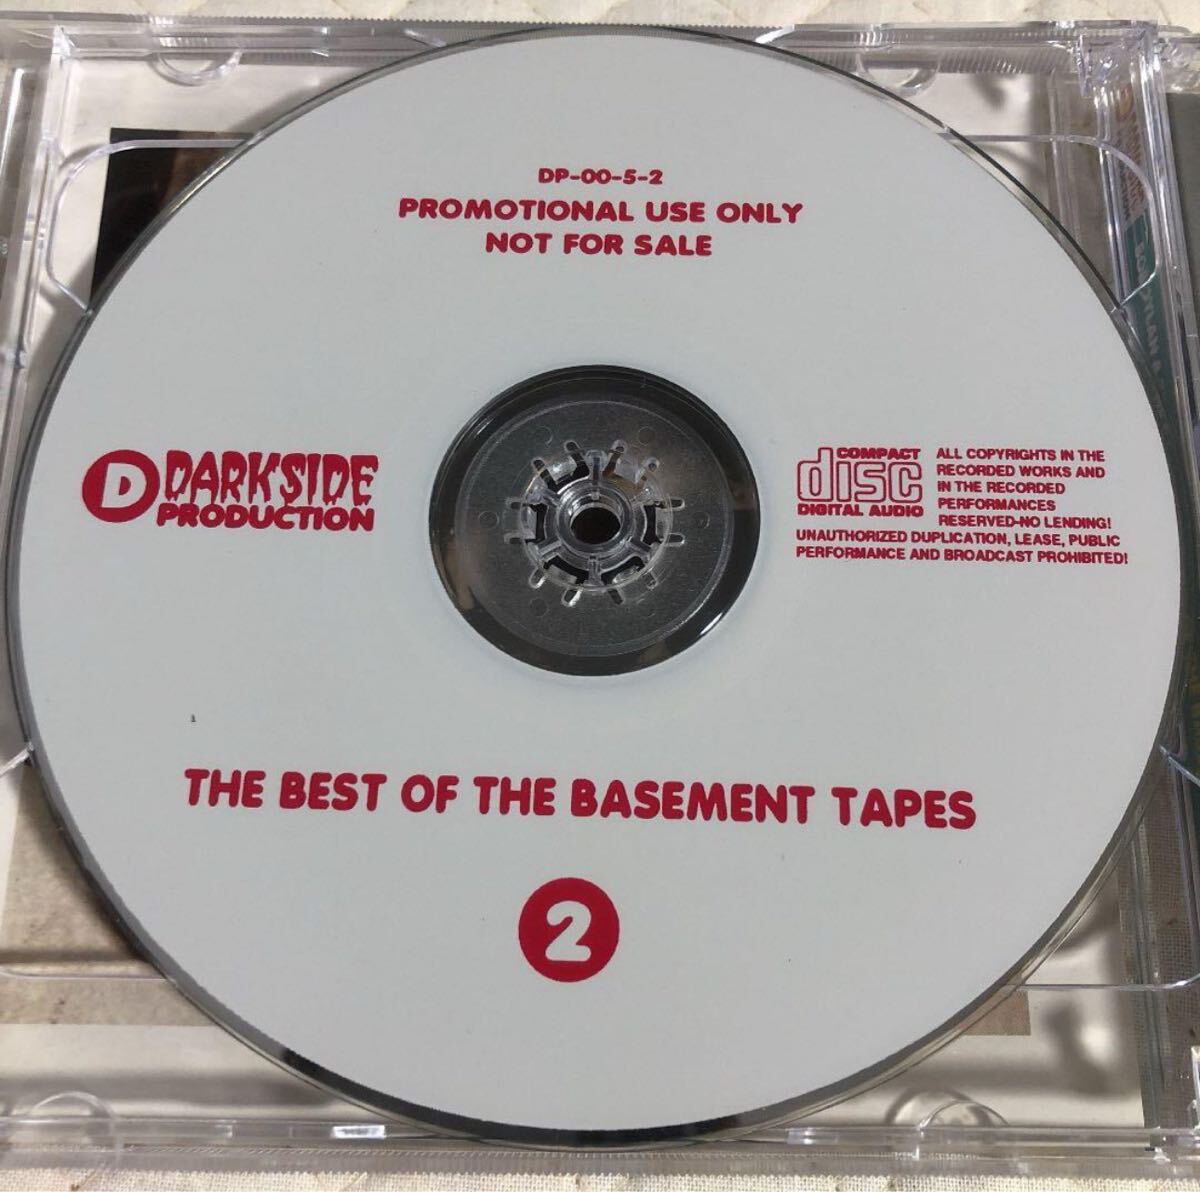 DP-00-5-2
PROMOTIONAL USE ONLY
NOT FOR SALE
D DARKSIDE
PRODUCTION
COMPACT
disc
DIGITAL AUDIO
ALL COPYRIGHTS IN THE
RECORDED WORKS AND
IN THE RECORDED
PERFORMANCES
RESERVED-NO LENDING!
UNAUTHORIZED DUPLICATION, LEASE, PUBLIC
PERFORMANCE AND BROADCAST PROHIBITED!
THE BEST OF THE BASEMENT TAPES
2